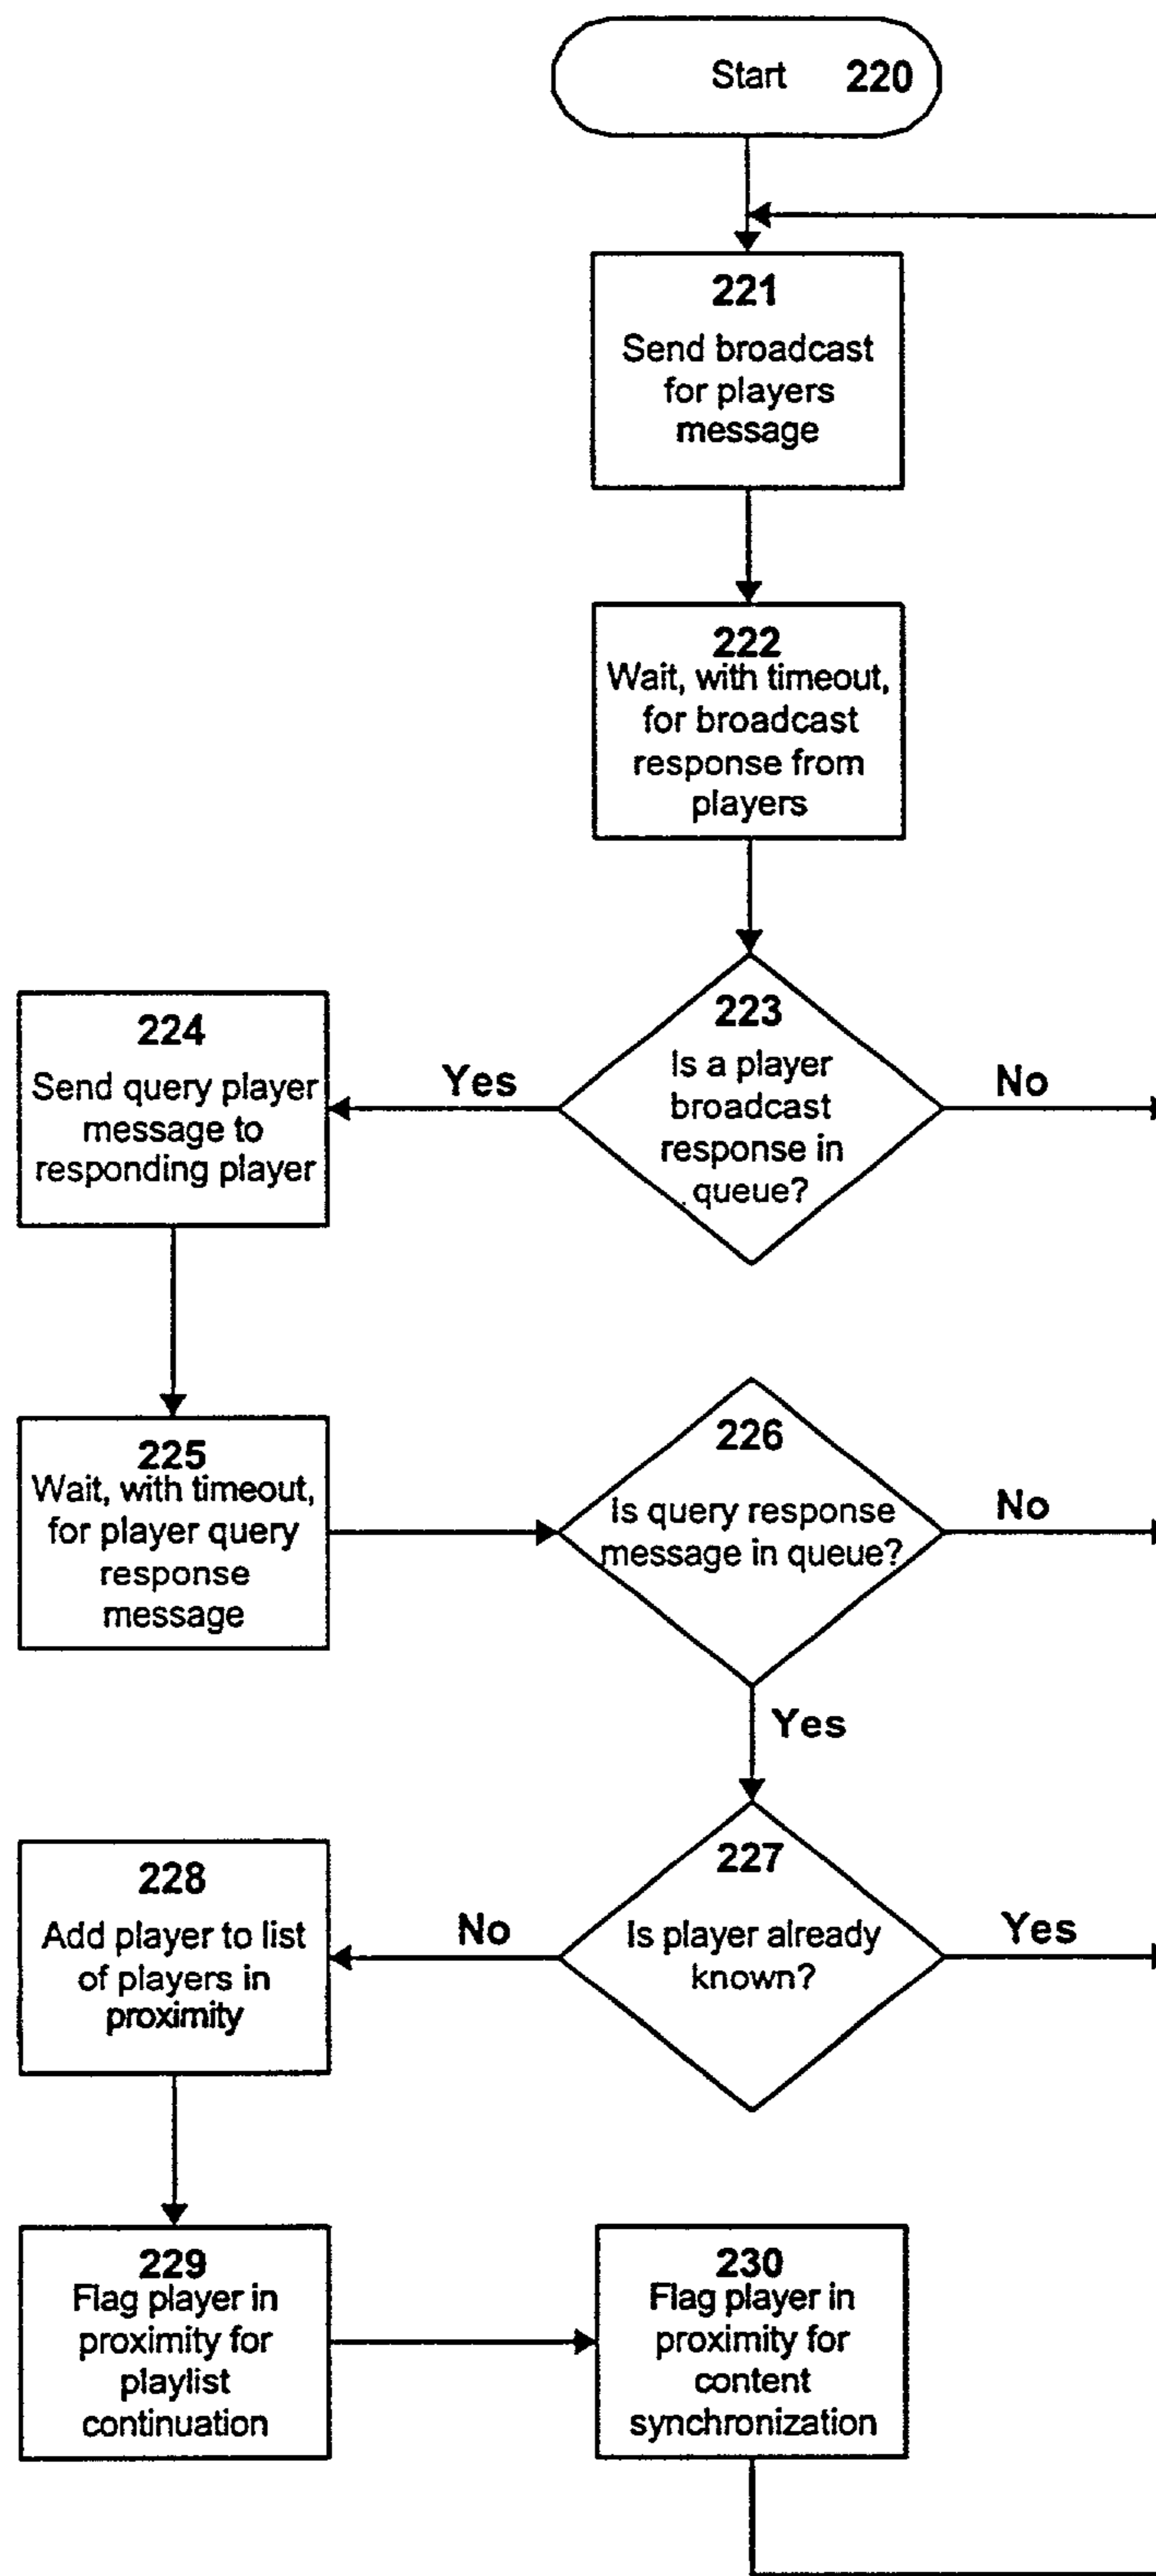 Start 220
221
Send broadcast
for players
message
222
Wait, with timeout,
for broadcast
response from
players
223
Is a player
broadcast
response in
queue?
Yes
No
224
Send query player
message to
responding player
225
Wait, with timeout,
for player query
response
message
226
Is query response
message in queue?
No
Yes
227
Is player already
known?
No
Yes
228
Add player to list
of players in
proximity
229
Flag player in
proximity for
playlist
continuation
230
Flag player in
proximity for
content
synchronization